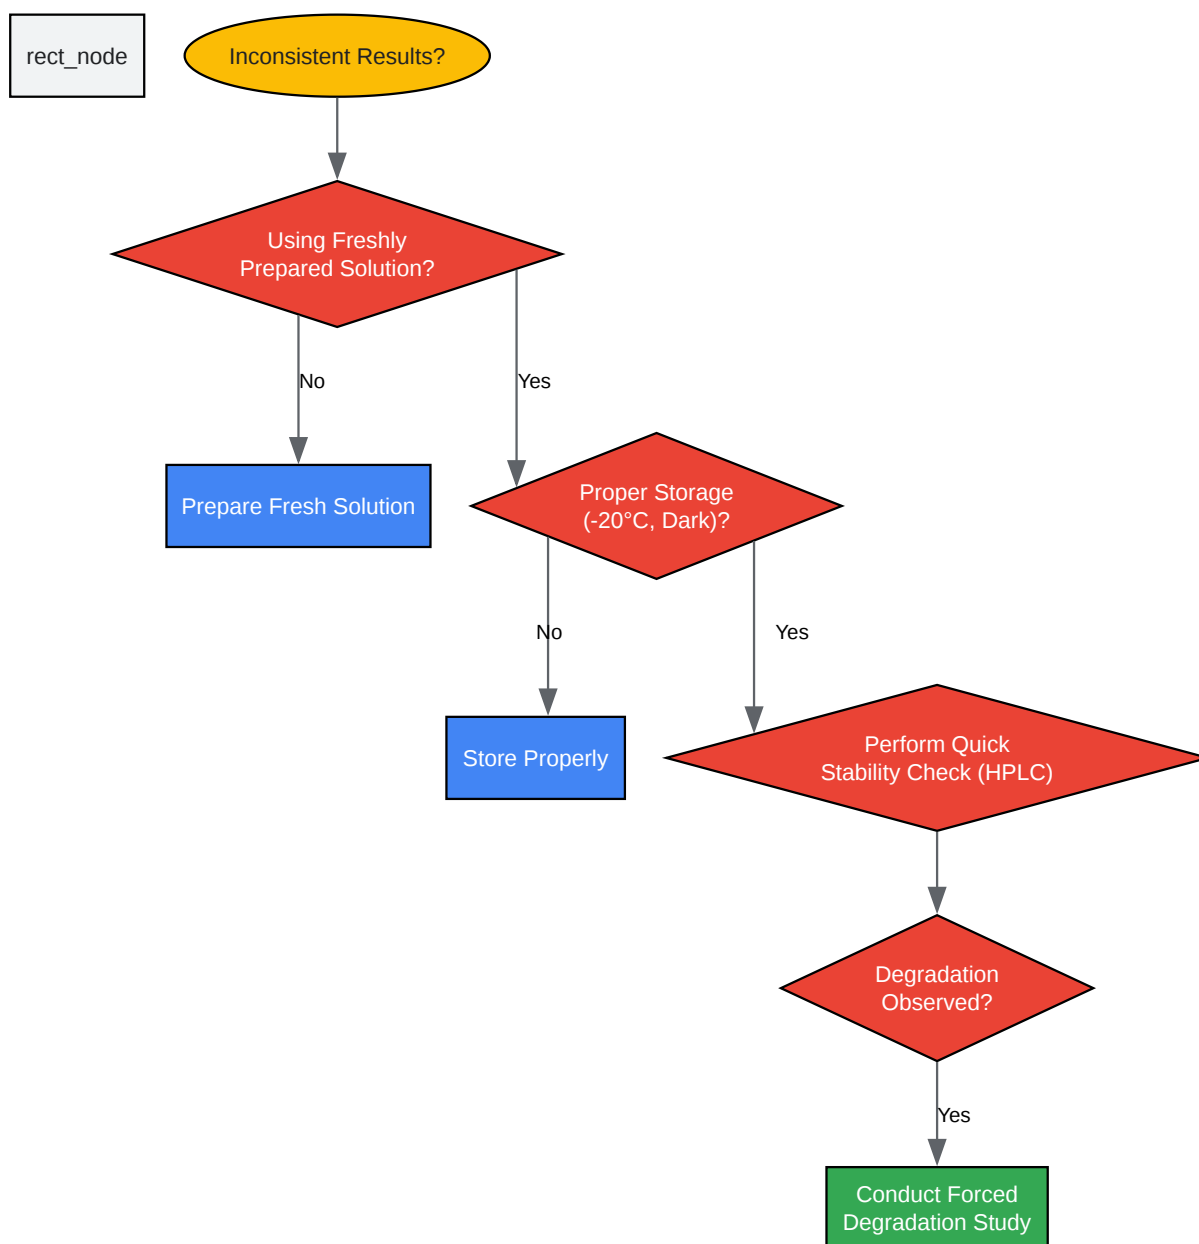 rect_node
Inconsistent Results?
Using Freshly
Prepared Solution?
No
Yes
Prepare Fresh Solution
Proper Storage
(-20°C, Dark)?
No
Yes
Store Properly
Perform Quick
Stability Check (HPLC)
Degradation
Observed?
Yes
Conduct Forced
Degradation Study